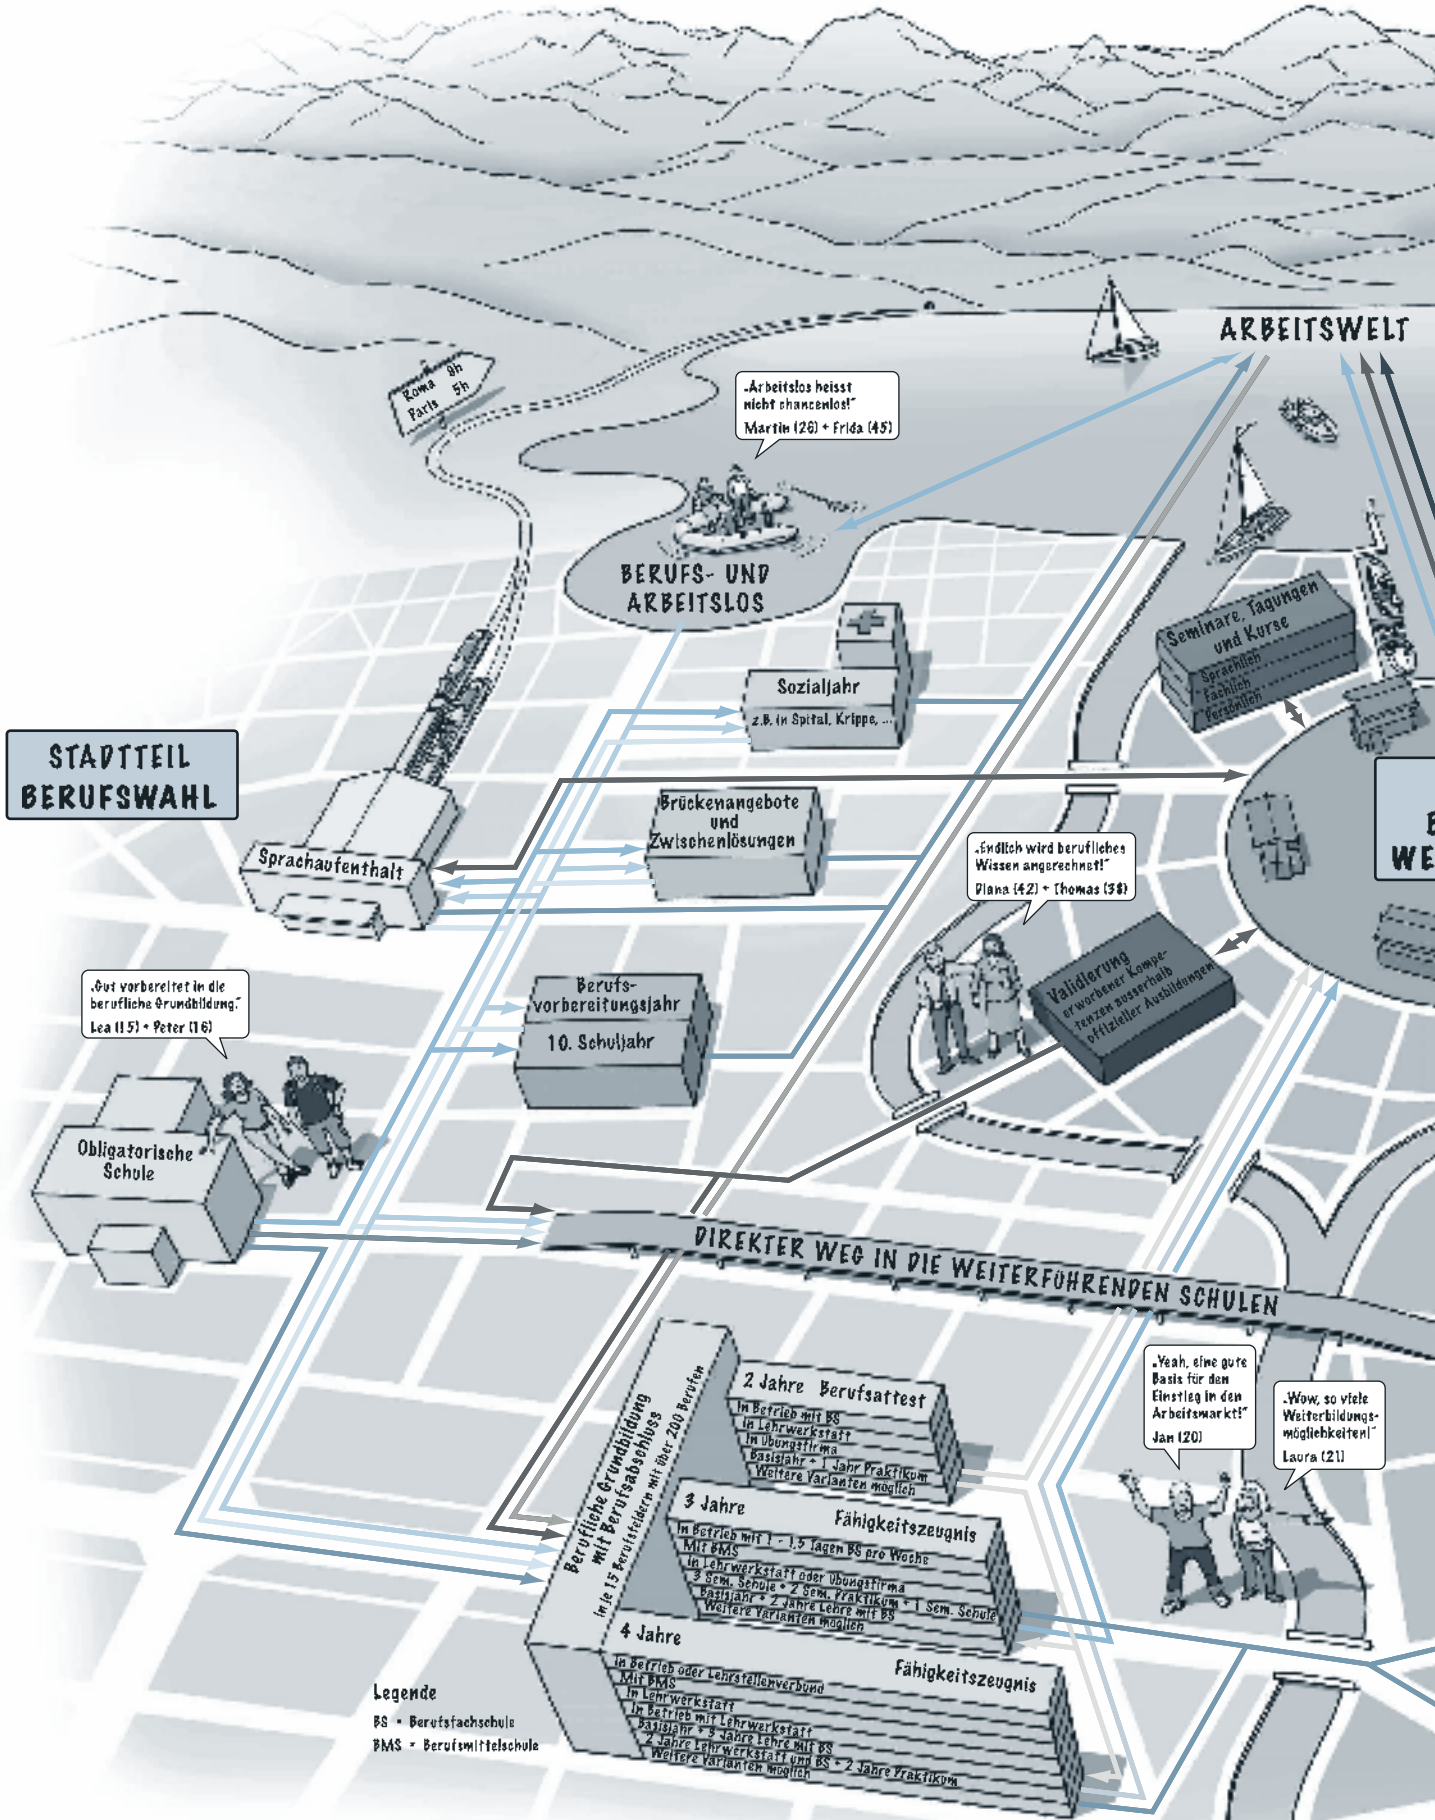 ARBEITSWELT
Roma 9h
Paris 5h
„Arbeitslos heisst
nicht chancenlos!"
Martin (26) + Frida (45)
BERUFS- UND
ARBEITSLOS
Seminare, Tagungen
und Kurse
Sprachlich
Fachlich
Persönlich
Sozialjahr
z.B. in Spital, Krippe, ...
STADTTEIL
BERUFSWAHL
Brückenangebote
und
Zwischenlösungen
Sprachaufenthalt
„Endlich wird berufliches
Wissen angerechnet!"
Diana (42) + Thomas (38)
B
WE
Validierung
erworbener Kompe-
tenzen ausserhalb
offizieller Ausbildungen
„Gut vorbereitet in die
berufliche Grundbildung."
Lea (15) + Peter (16)
Berufs-
vorbereitungsjahr
10. Schuljahr
Obligatorische
Schule
DIREKTER WEG IN DIE WEITERFÜHRENDEN SCHULEN
Berufliche Grundbildung
mit Berufsabschluss
in je 15 Berufsfeldern mit über 200 Berufen
2 Jahre Berufsattest
In Betrieb mit BS
In Lehrwerkstatt
In Übungsfirma
Basisjahr + 1 Jahr Praktikum
Weitere Varianten möglich
„Yeah, eine gute
Basis für den
Einstieg in den
Arbeitsmarkt!"
Jan (20)
„Wow, so viele
Weiterbildungs-
möglichkeiten!"
Laura (21)
3 Jahre Fähigkeitszeugnis
In Betrieb mit 1 - 1,5 Tagen BS pro Woche
Mit BMS
In Lehrwerkstatt oder Übungsfirma
3 Sem. Schule + 2 Sem. Praktikum + 1 Sem. Schule
Basisjahr + 2 Jahre Lehre mit BS
Weitere Varianten möglich
4 Jahre Fähigkeitszeugnis
In Betrieb oder Lehrstellenverbund
Mit BMS
In Lehrwerkstatt
In Betrieb mit Lehrwerkstatt
Basisjahr + 3 Jahre Lehre mit BS
2 Jahre Lehrwerkstatt und BS + 2 Jahre Praktikum
Weitere Varianten möglich
Legende
BS = Berufsfachschule
BMS = Berufsmittelschule